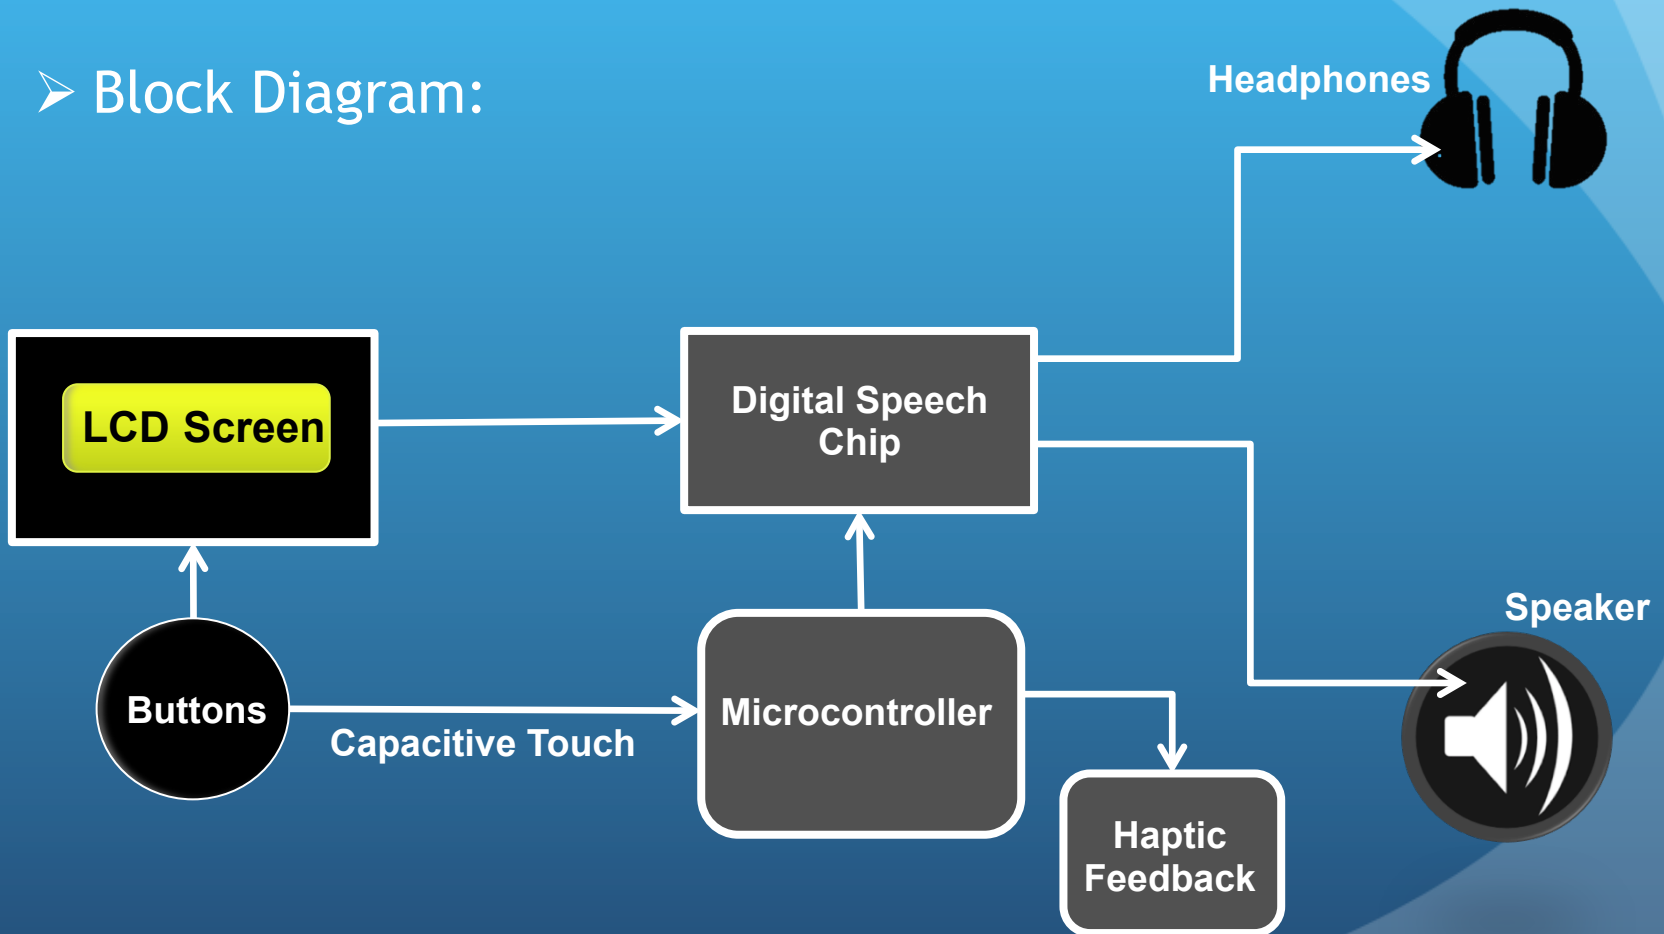 ➢ Block Diagram:
Headphones
LCD Screen
Digital Speech
Chip
Speaker
Buttons
Capacitive Touch
Microcontroller
Haptic
Feedback